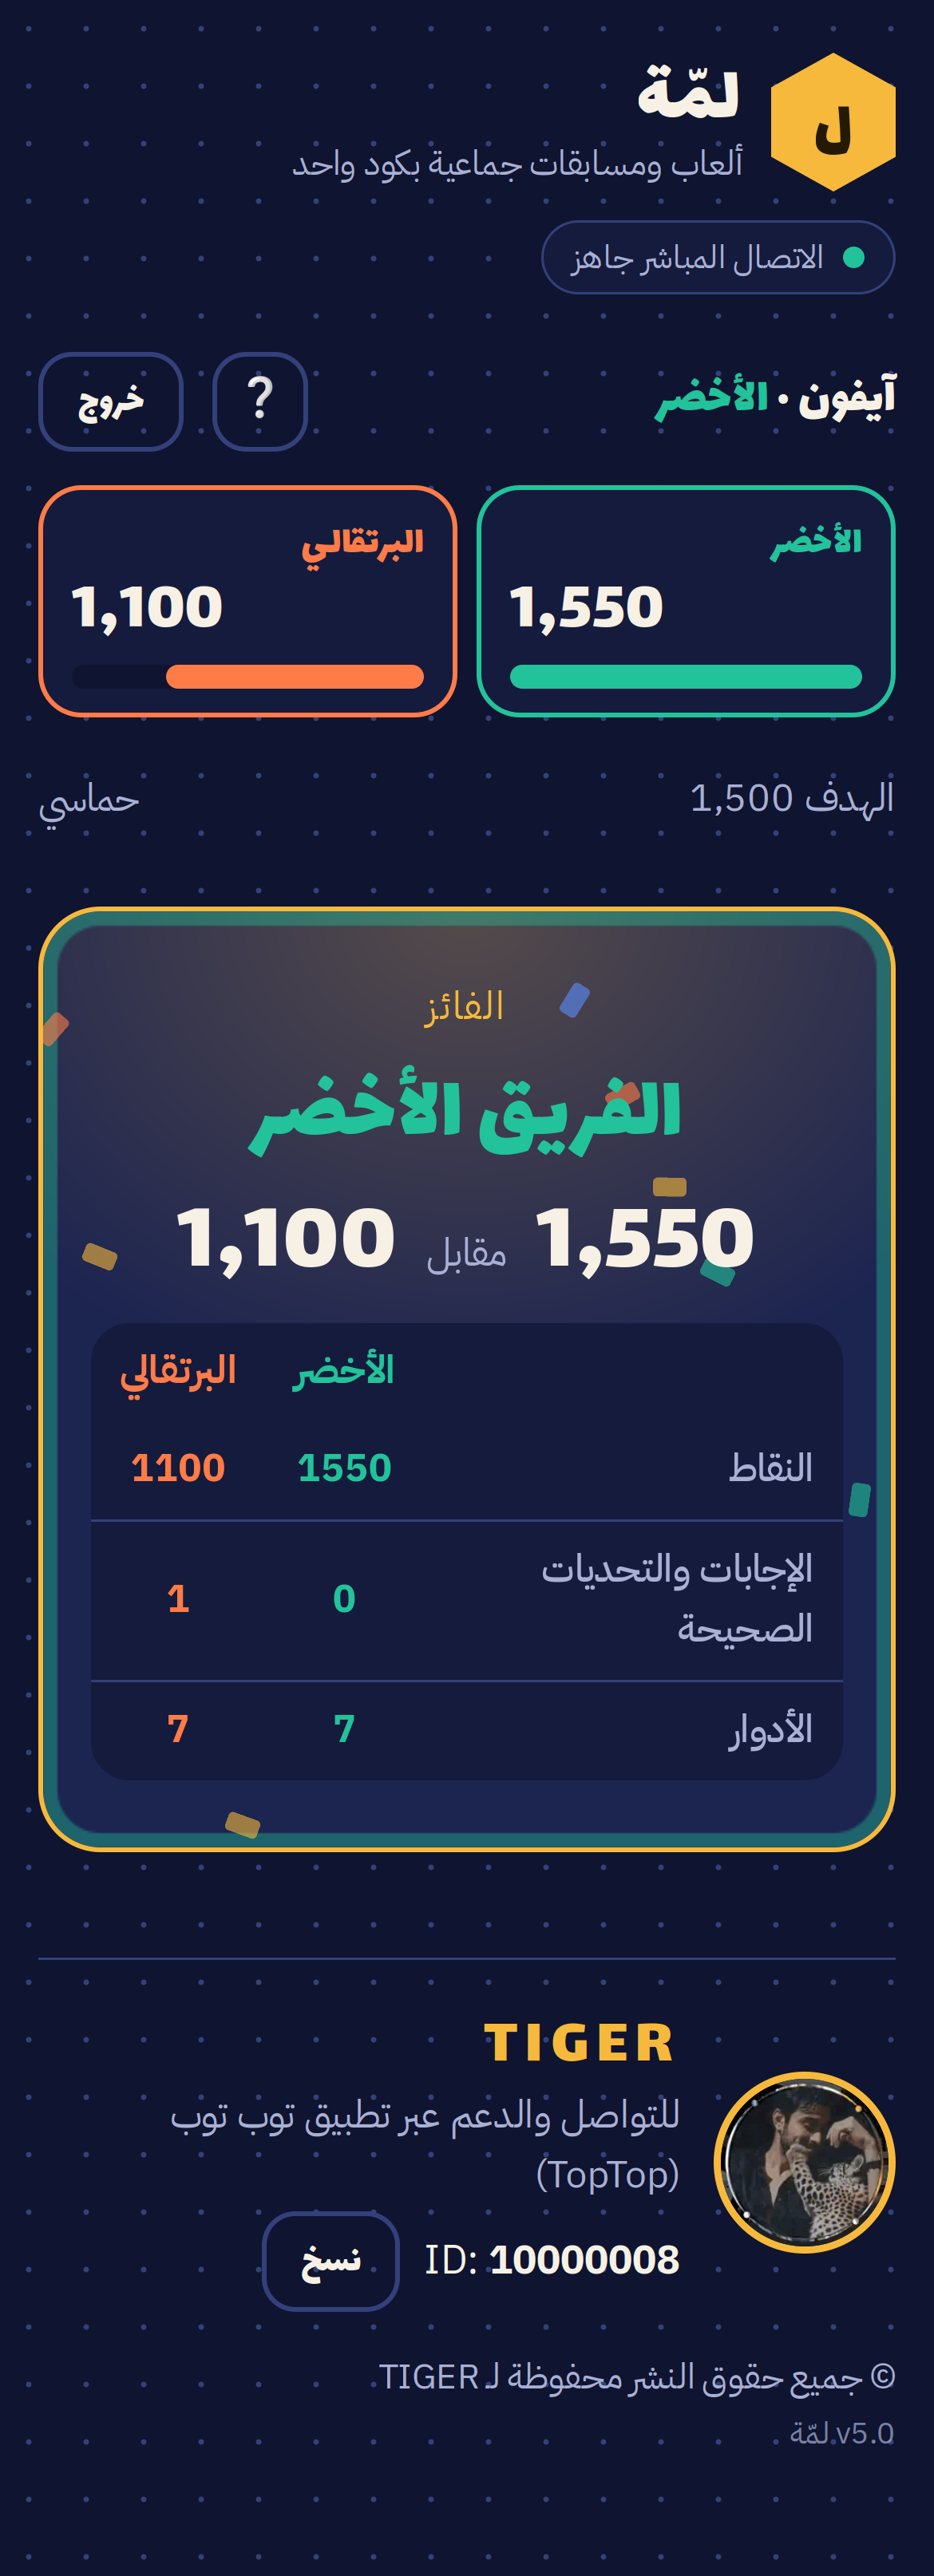 ل
لمّة
ألعاب ومسابقات جماعية بكود واحد
الاتصال المباشر جاهز
آيفون · الأخضر
?
خروج
الأخضر
1,550
البرتقالي
1,100
الهدف 1,500
حماسي
الفائز
الفريق الأخضر
1,550 مقابل 1,100
الأخضر البرتقالي
النقاط 1550 1100
الإجابات والتحديات
الصحيحة
0 1
الأدوار 7 7
TIGER
للتواصل والدعم عبر تطبيق توب توب
(TopTop)
ID: 10000008
نسخ
© جميع حقوق النشر محفوظة لـ TIGER
لمّة v5.0